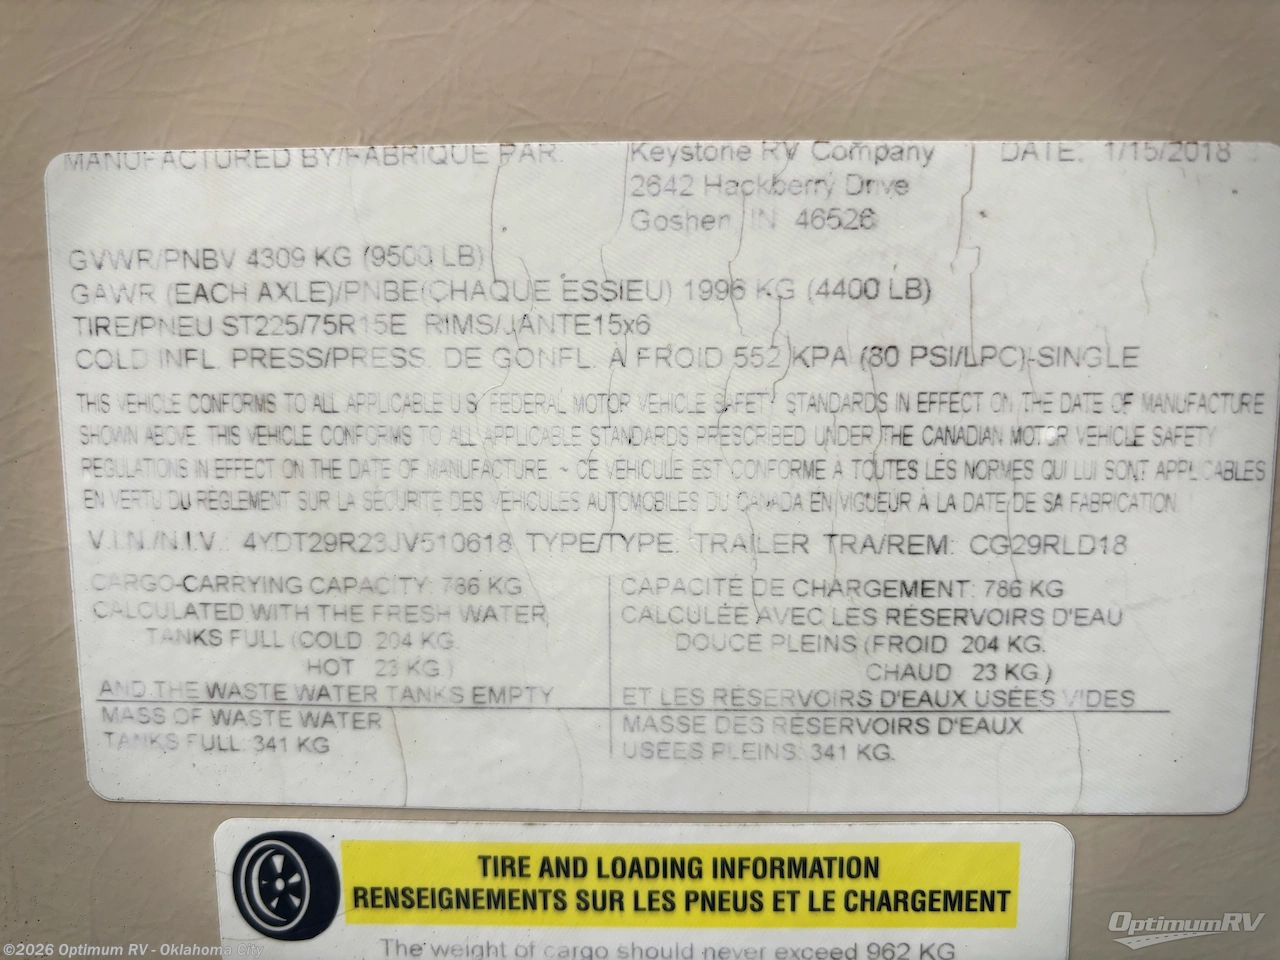 MANUFACTURED BY/FABRIQUE PAR: Keystone RV Company DATE: 1/15/2018
2642 Hackberry Drive
Goshen, IN 46526
GVWR/PNBV 4309 KG (9500 LB)
GAWR (EACH AXLE)/PNBE(CHAQUE ESSIEU) 1996 KG (4400 LB)
TIRE/PNEU ST225/75R15E RIMS/JANTE15x6
COLD INFL. PRESS/PRESS. DE GONFL. À FROID 552 KPA (80 PSI/LPC)-SINGLE
THIS VEHICLE CONFORMS TO ALL APPLICABLE U.S. FEDERAL MOTOR VEHICLE SAFETY STANDARDS IN EFFECT ON THE DATE OF MANUFACTURE
SHOWN ABOVE. THIS VEHICLE CONFORMS TO ALL APPLICABLE STANDARDS PRESCRIBED UNDER THE CANADIAN MOTOR VEHICLE SAFETY
REGULATIONS IN EFFECT ON THE DATE OF MANUFACTURE ~ CE VÉHICULE EST CONFORME À TOUTES LES NORMES QUI LUI SONT APPLICABLES
EN VERTU DU RÈGLEMENT SUR LA SÉCURITÉ DES VÉHICULES AUTOMOBILES DU CANADA EN VIGUEUR À LA DATE DE SA FABRICATION.
V.I.N./N.I.V.: 4YDT29R23JV510618 TYPE/TYPE: TRAILER TRA/REM: CG29RLD18
CARGO-CARRYING CAPACITY: 786 KG
CALCULATED WITH THE FRESH WATER
TANKS FULL (COLD 204 KG.
HOT 23 KG.)
AND THE WASTE WATER TANKS EMPTY
MASS OF WASTE WATER
TANKS FULL: 341 KG
CAPACITÉ DE CHARGEMENT: 786 KG
CALCULÉE AVEC LES RÉSERVOIRS D'EAU
DOUCE PLEINS (FROID 204 KG.
CHAUD 23 KG.)
ET LES RÉSERVOIRS D'EAUX USÉES VIDES
MASSE DES RÉSERVOIRS D'EAUX
USÉES PLEINS: 341 KG.
TIRE AND LOADING INFORMATION
RENSEIGNEMENTS SUR LES PNEUS ET LE CHARGEMENT
The weight of cargo should never exceed 962 KG
©2026 Optimum RV - Oklahoma City
OptimumRV